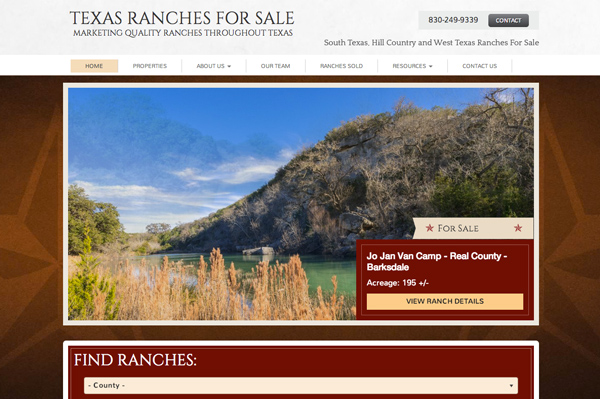 TEXAS RANCHES FOR SALE
MARKETING QUALITY RANCHES THROUGHOUT TEXAS
830-249-9339
CONTACT
South Texas, Hill Country and West Texas Ranches For Sale
HOME
PROPERTIES
ABOUT US
OUR TEAM
RANCHES SOLD
RESOURCES
CONTACT US
FOR SALE
Jo Jan Van Camp - Real County -
Barksdale
Acreage: 195 +/-
VIEW RANCH DETAILS
FIND RANCHES:
- County -